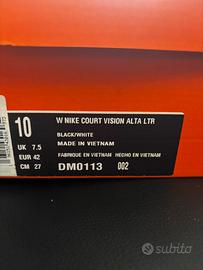 10
W NIKE COURT VISION ALTA LTR
UK 7.5
BLACK/WHITE
EUR 42
MADE IN VIETNAM
CM 27
FABRIQUE EN VIETNAM HECHO EN VIETNAM
DM0113 002
subito